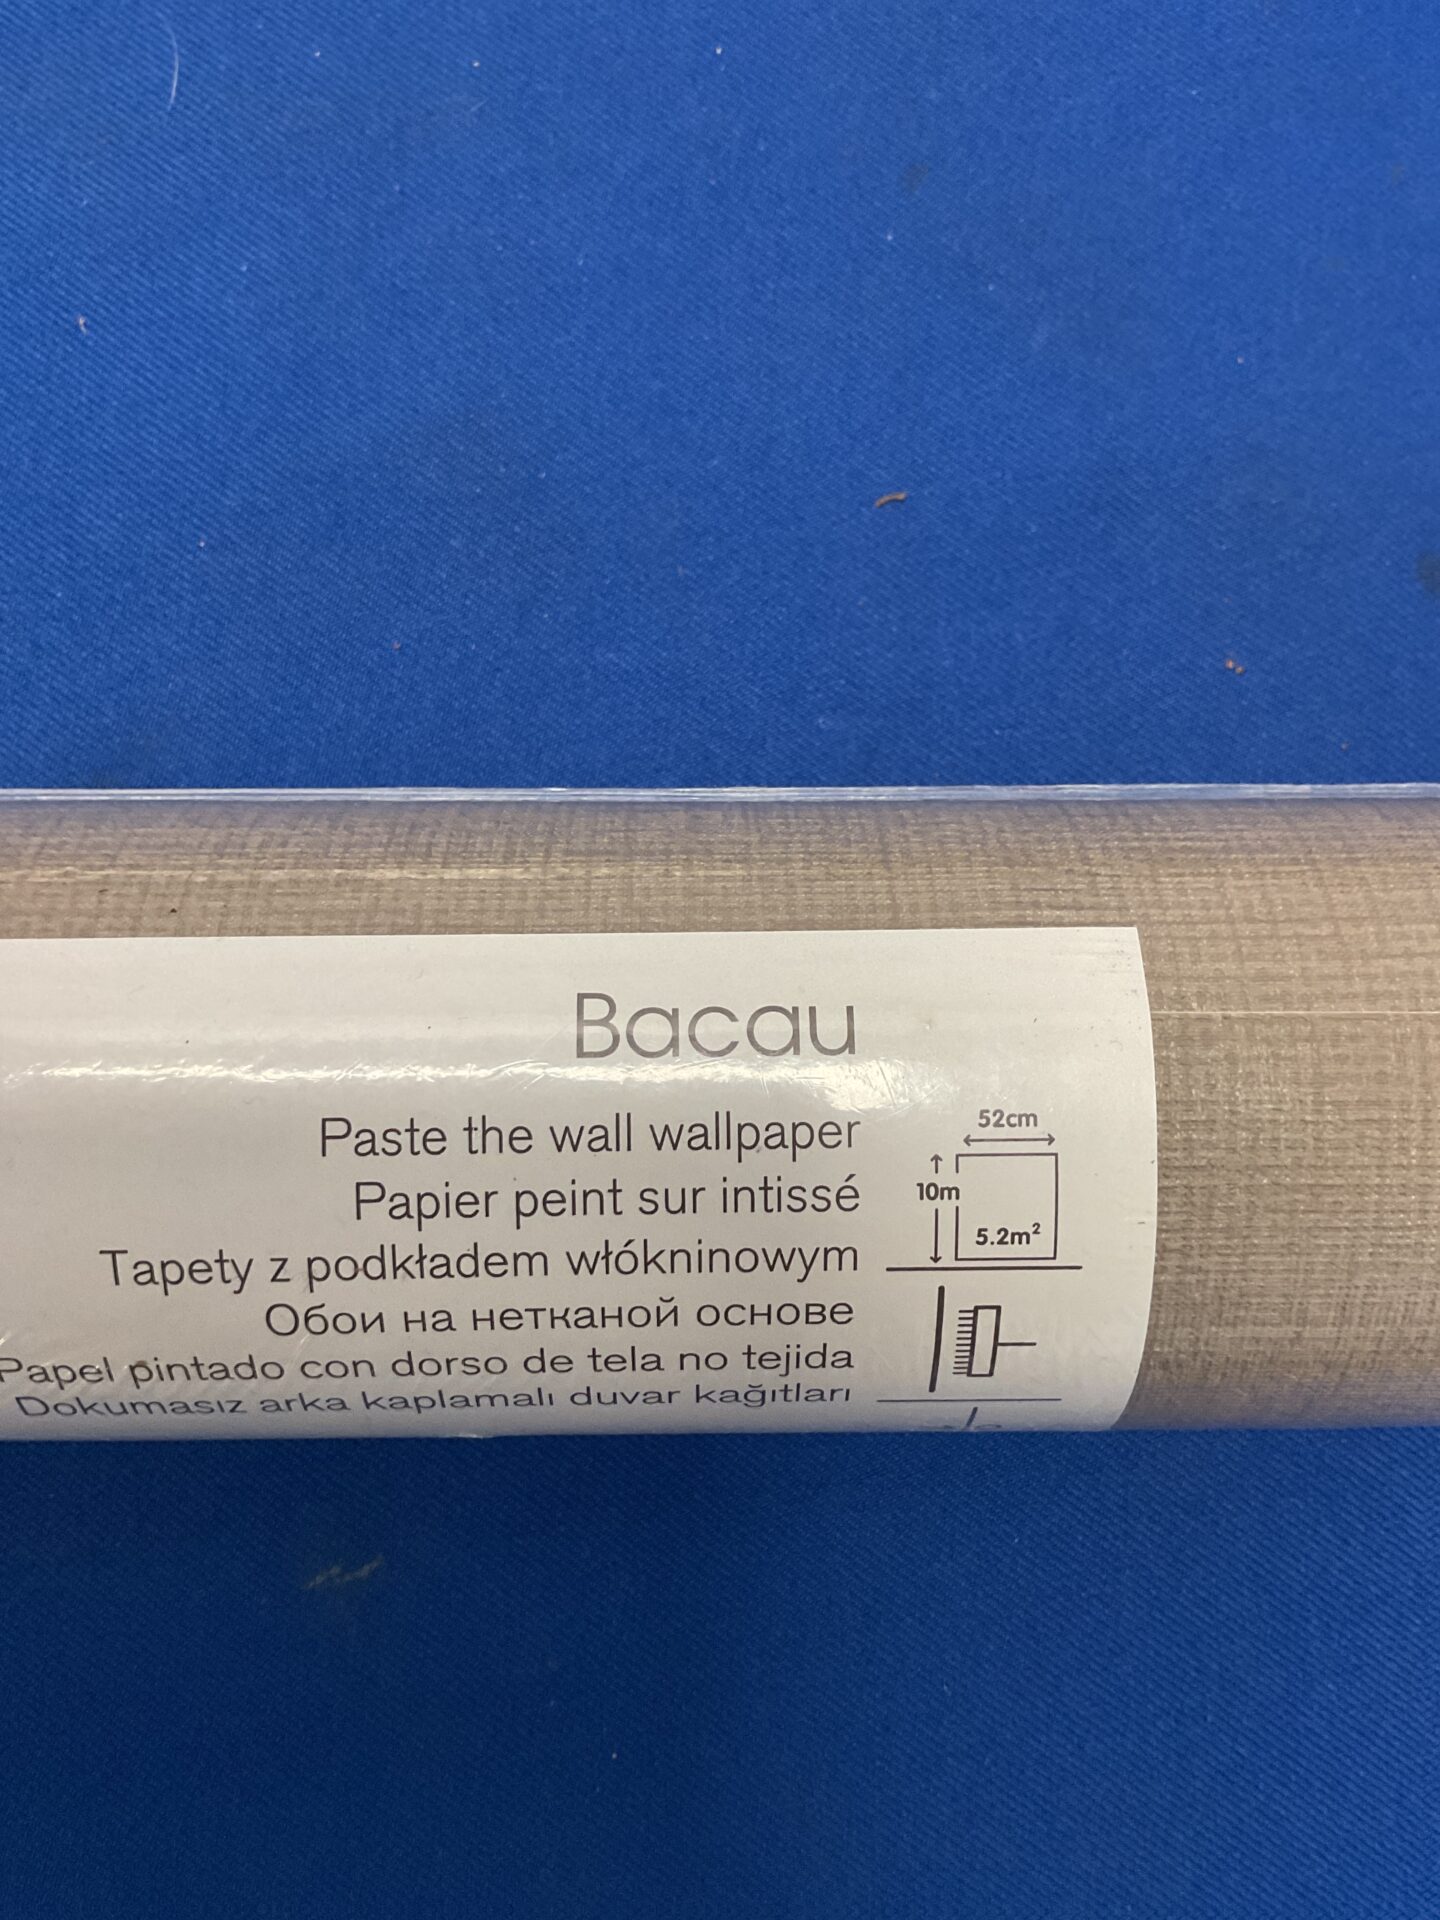 Bacau
Paste the wall wallpaper
Papier peint sur intissé
Tapety z podkładem włókninowym
Обои на нетканой основе
Papel pintado con dorso de tela no tejida
Dokumasız arka kaplamalı duvar kağıtları
52cm
10m
5.2m²